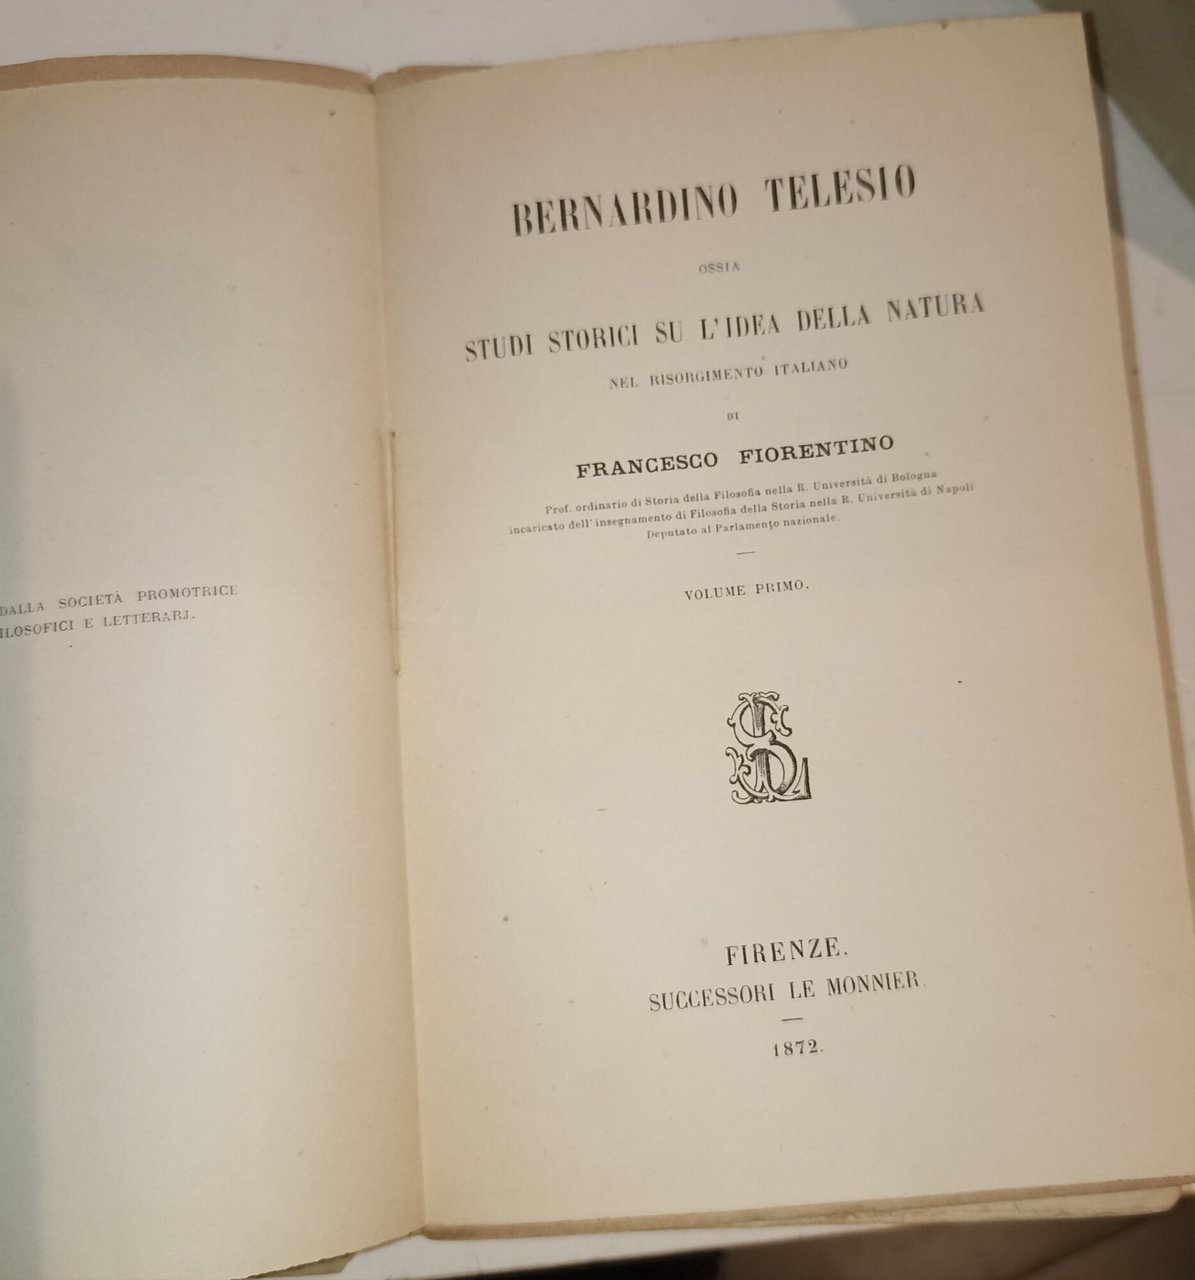 DALLA SOCIETÀ PROMOTRICE
E LETTERARJ.
BERNARDINO TELESIO
OSSIA
STUDI STORICI SU L'IDEA DELLA NATURA
NEL RISORGIMENTO ITALIANO
DI
FRANCESCO FIORENTINO
Prof. ordinario di Storia della Filosofia nella R. Università di Bologna
incaricato dell' insegnamento di Filosofia della Storia nella R. Università di Napoli
Deputato al Parlamento nazionale.
VOLUME PRIMO.
FIRENZE.
SUCCESSORI LE MONNIER.
1872.